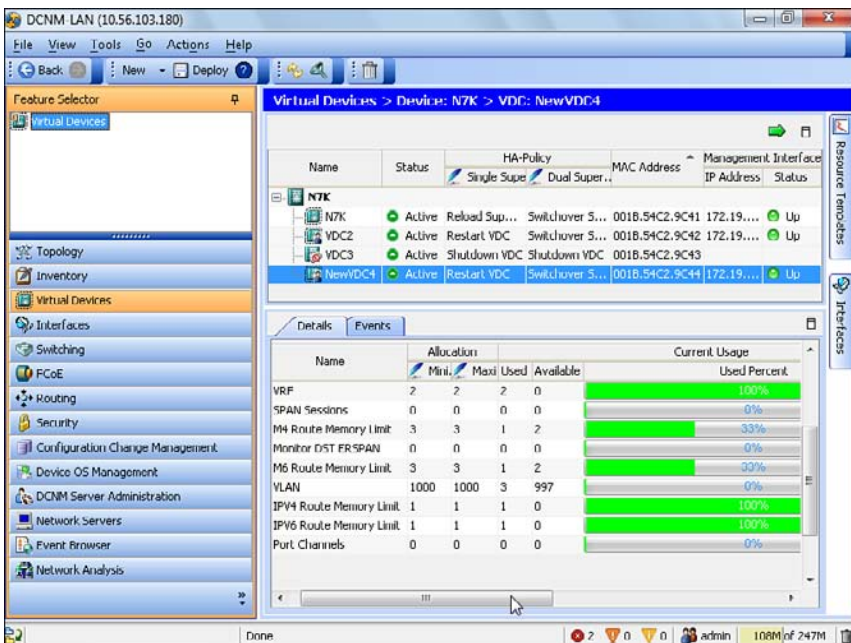 DCNM-LAN (10.56.103.180)
File View Tools Go Actions Help
Back New Deploy
Feature Selector
Virtual Devices
Topology
Inventory
Virtual Devices
Interfaces
Switching
FCoE
Routing
Security
Configuration Change Management
Device OS Management
DCNM Server Administration
Network Servers
Event Browser
Network Analysis
Virtual Devices > Device: N7K > VDC: NewVDC4
Name Status HA-Policy MAC Address Management Interface
Single Supe Dual Super.. IP Address Status
N7K
N7K Active Reload Sup... Switchover S... 001B.54C2.9C41 172.19.... Up
VDC2 Active Restart VDC Switchover S... 001B.54C2.9C42 172.19.... Up
VDC3 Active Shutdown VDC Shutdown VDC 001B.54C2.9C43
NewVDC4 Active Restart VDC Switchover S... 001B.54C2.9C44 172.19.... Up
Details Events
Name Allocation Current Usage
Mini. Maxi Used Available Used Percent
VRF 2 2 2 0 100%
SPAN Sessions 0 0 0 0 0%
M4 Route Memory Limit 3 3 1 2 33%
Monitor DST ERSPAN 0 0 0 0 0%
M6 Route Memory Limit 3 3 1 2 33%
VLAN 1000 1000 3 997 0%
IPV4 Route Memory Limit 1 1 1 0 100%
IPV6 Route Memory Limit 1 1 1 0 100%
Port Channels 0 0 0 0 0%
Resource Templates
Interfaces
Done 2 0 0 admin 108M of 247M